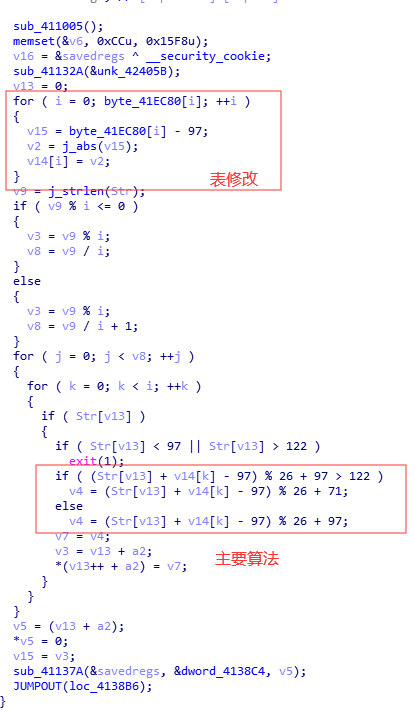 sub_411005();
memset(&v6, 0xCCu, 0x15F8u);
v16 = &savedregs ^ __security_cookie;
sub_41132A(&unk_42405B);
v13 = 0;
for ( i = 0; byte_41EC80[i]; ++i )
{
v15 = byte_41EC80[i] - 97;
v2 = j_abs(v15);
v14[i] = v2;
}
表修改
v9 = j_strlen(Str);
if ( v9 % i <= 0 )
{
v3 = v9 % i;
v8 = v9 / i;
}
else
{
v3 = v9 % i;
v8 = v9 / i + 1;
}
for ( j = 0; j < v8; ++j )
{
for ( k = 0; k < i; ++k )
{
if ( Str[v13] )
{
if ( Str[v13] < 97 || Str[v13] > 122 )
exit(1);
if ( (Str[v13] + v14[k] - 97) % 26 + 97 > 122 )
v4 = (Str[v13] + v14[k] - 97) % 26 + 71;
else
v4 = (Str[v13] + v14[k] - 97) % 26 + 97;
v7 = v4;
v3 = v13 + a2;
*(v13++ + a2) = v7;
主要算法
}
}
}
v5 = (v13 + a2);
*v5 = 0;
v15 = v3;
sub_41137A(&savedregs, &dword_4138C4, v5);
JUMPOUT(loc_4138B6);
}